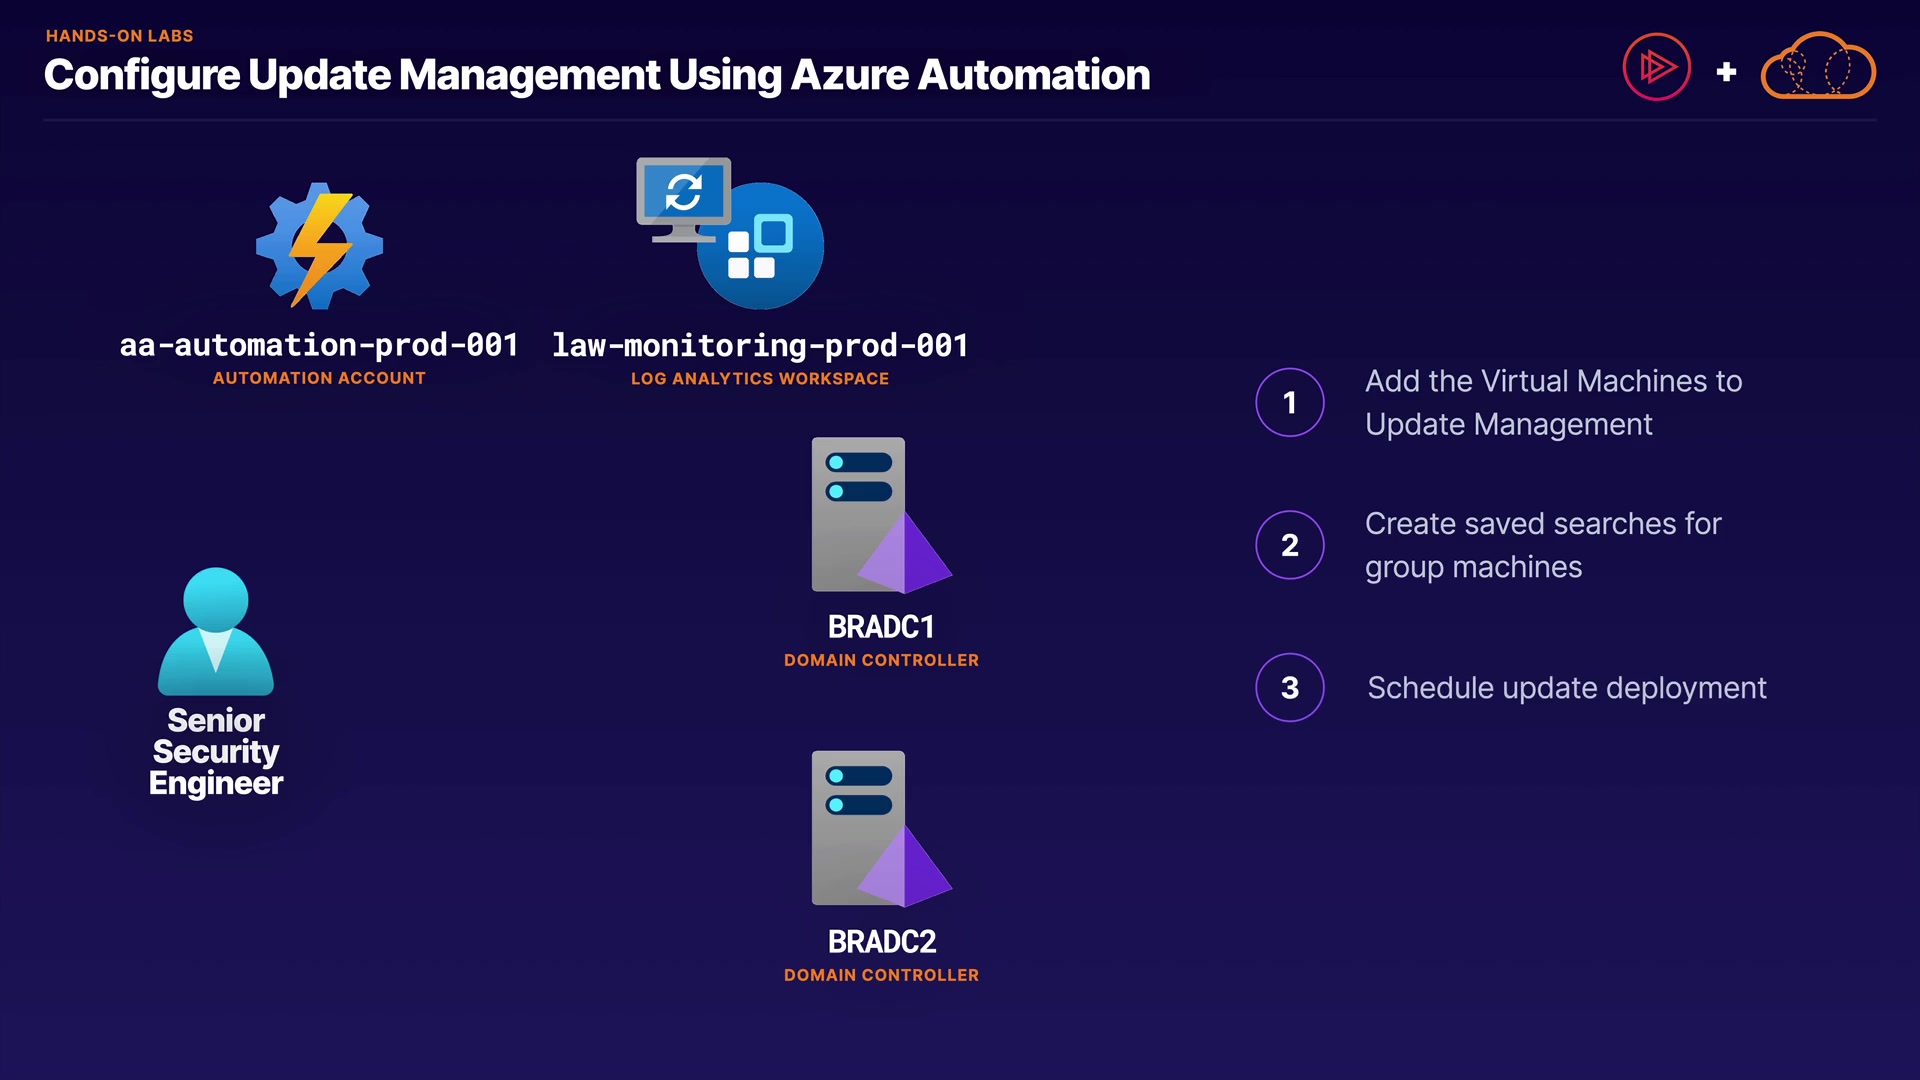 HANDS-ON LABS
Configure Update Management Using Azure Automation
+
aa-automation-prod-001
AUTOMATION ACCOUNT
law-monitoring-prod-001
LOG ANALYTICS WORKSPACE
Senior
Security
Engineer
BRADC1
DOMAIN CONTROLLER
BRADC2
DOMAIN CONTROLLER
1
Add the Virtual Machines to
Update Management
2
Create saved searches for
group machines
3
Schedule update deployment